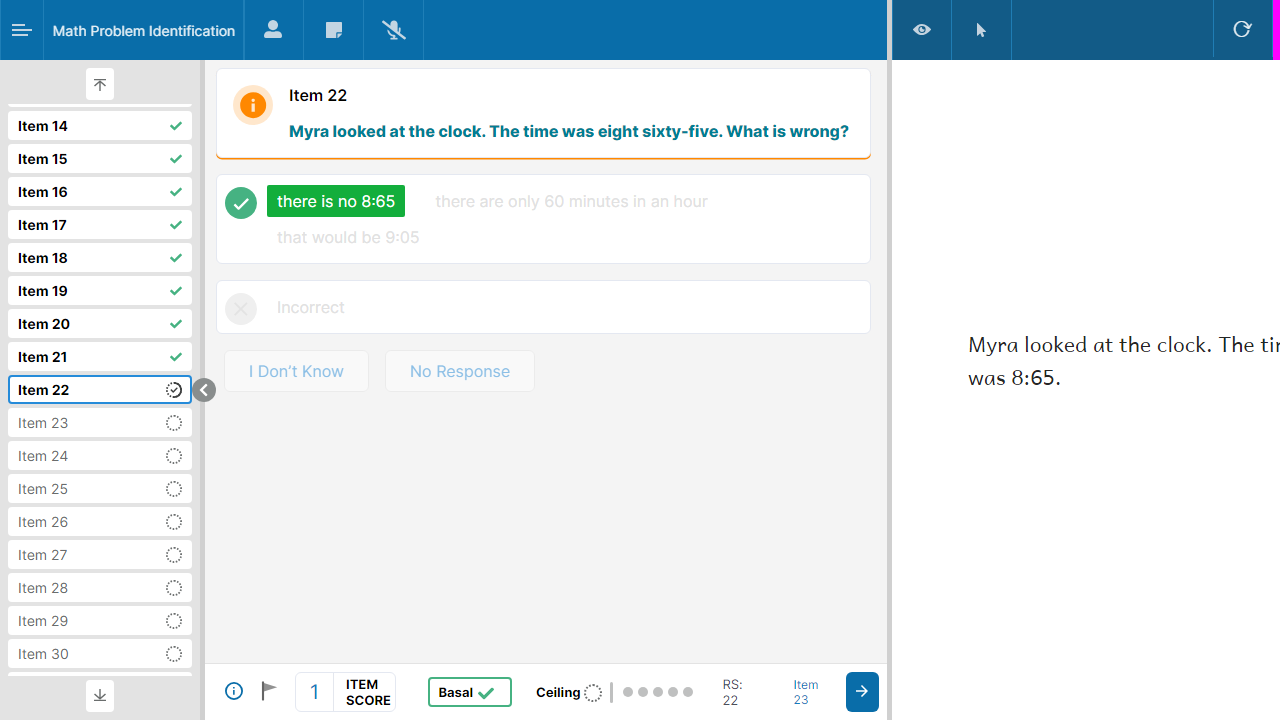 Math Problem Identification
Item 14
Item 15
Item 16
Item 17
Item 18
Item 19
Item 20
Item 21
Item 22
Item 23
Item 24
Item 25
Item 26
Item 27
Item 28
Item 29
Item 30
Item 22
Myra looked at the clock. The time was eight sixty-five. What is wrong?
there is no 8:65 there are only 60 minutes in an hour
that would be 9:05
Incorrect
I Don't Know No Response
1 ITEM SCORE
Basal
Ceiling
RS: 22
Item 23
Myra looked at the clock. The
was 8:65.